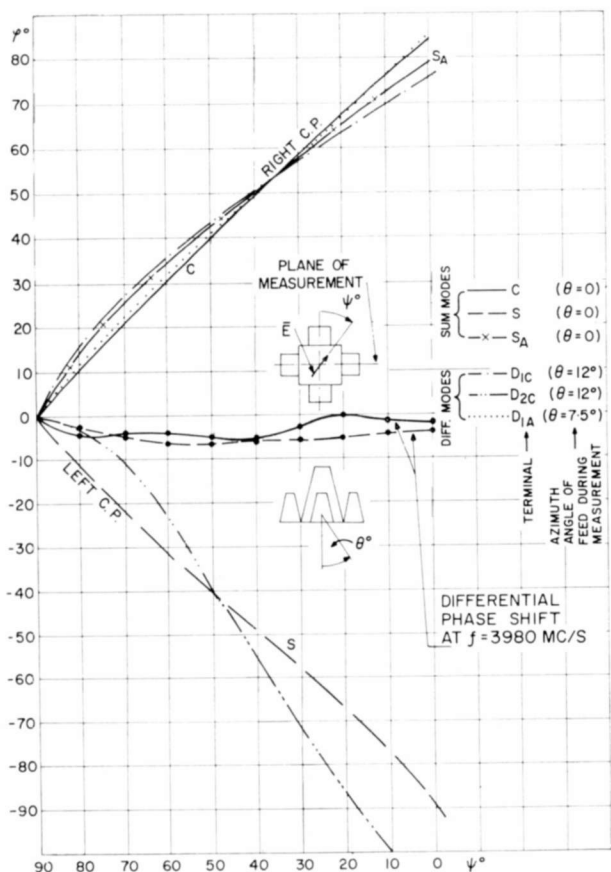 φ°
80
70
60
50
40
30
20
10
0
-10
-20
-30
-40
-50
-60
-70
-80
-90
90
80
70
60
50
40
30
20
10
0
ψ°
RIGHT C.P.
S_A
C
PLANE OF
MEASUREMENT
ψ°
E̅
SUM MODES
C (θ=0)
S (θ=0)
S_A (θ=0)
DIFF. MODES
D_1C (θ=12°)
D_2C (θ=12°)
D_1A (θ=7·5°)
TERMINAL
AZIMUTH
ANGLE OF
FEED DURING
MEASUREMENT
LEFT C.P.
θ°
S
DIFFERENTIAL
PHASE SHIFT
AT f=3980 MC/S